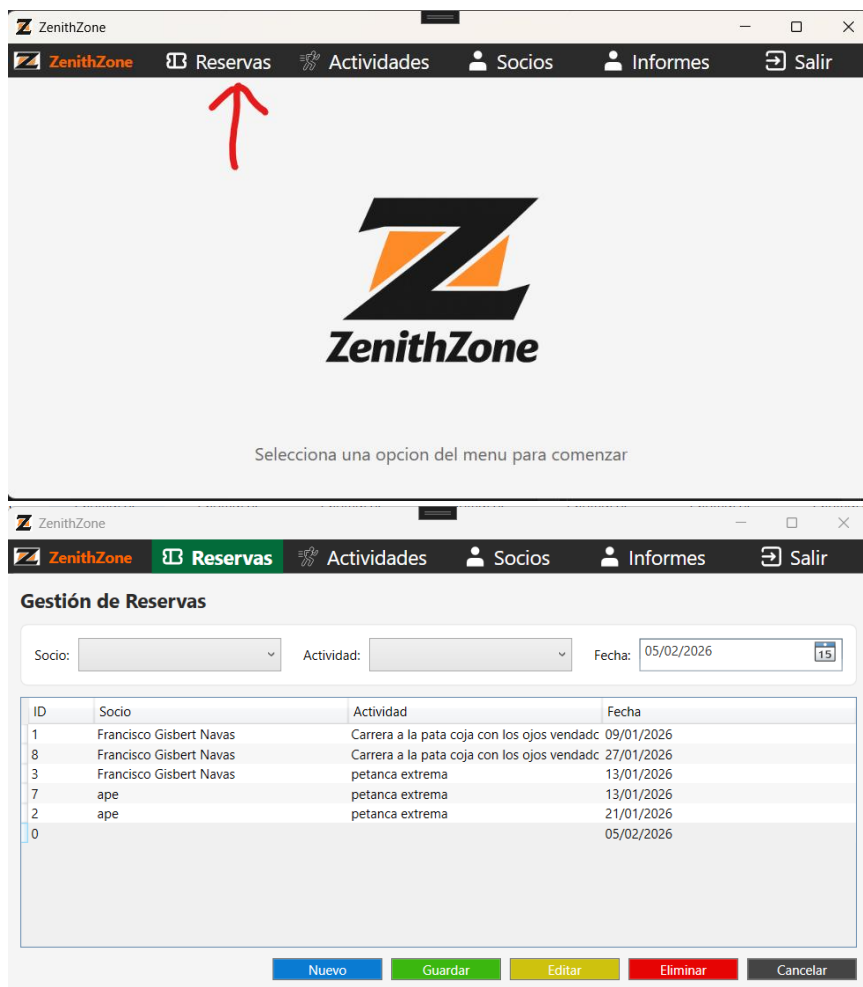 ZenithZone
ZenithZone Reservas Actividades Socios Informes Salir
ZenithZone
Selecciona una opcion del menu para comenzar
ZenithZone
ZenithZone Reservas Actividades Socios Informes Salir
Gestión de Reservas
Socio: Actividad: Fecha: 05/02/2026 15
ID Socio Actividad Fecha
1 Francisco Gisbert Navas Carrera a la pata coja con los ojos vendadc 09/01/2026
8 Francisco Gisbert Navas Carrera a la pata coja con los ojos vendadc 27/01/2026
3 Francisco Gisbert Navas petanca extrema 13/01/2026
7 ape petanca extrema 13/01/2026
2 ape petanca extrema 21/01/2026
0 05/02/2026
Nuevo Guardar Editar Eliminar Cancelar